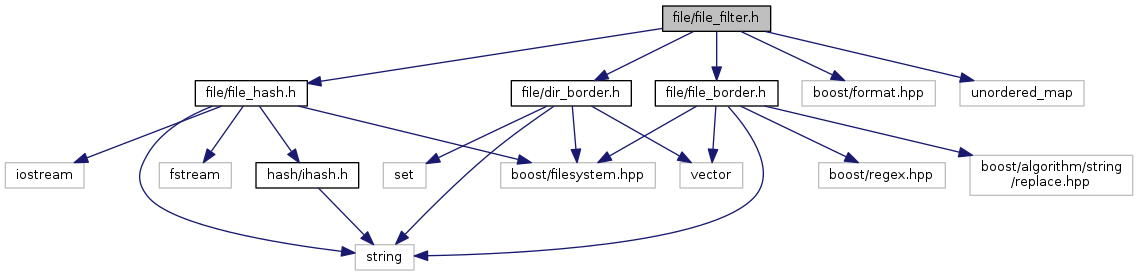 file/file_filter.h
file/file_hash.h
file/dir_border.h
file/file_border.h
boost/format.hpp
unordered_map
iostream
fstream
hash/ihash.h
set
boost/filesystem.hpp
vector
boost/regex.hpp
boost/algorithm/string
/replace.hpp
string